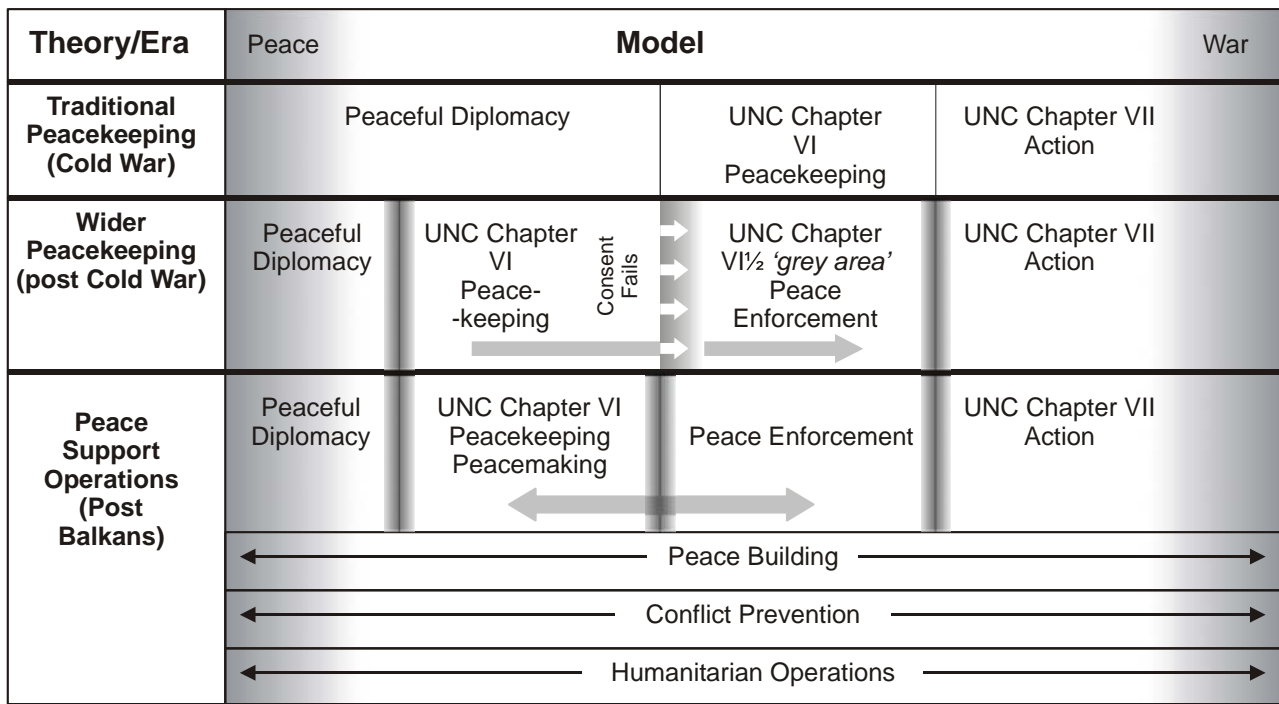 Theory/Era
Peace
Model
War
Traditional
Peacekeeping
(Cold War)
Peaceful Diplomacy
UNC Chapter
VI
Peacekeeping
UNC Chapter VII
Action
Wider
Peacekeeping
(post Cold War)
Peaceful
Diplomacy
UNC Chapter
VI
Peace-
-keeping
Consent
Fails
UNC Chapter
VI½ ‘grey area’
Peace
Enforcement
UNC Chapter VII
Action
Peace
Support
Operations
(Post
Balkans)
Peaceful
Diplomacy
UNC Chapter VI
Peacekeeping
Peacemaking
Peace Enforcement
UNC Chapter VII
Action
Peace Building
Conflict Prevention
Humanitarian Operations